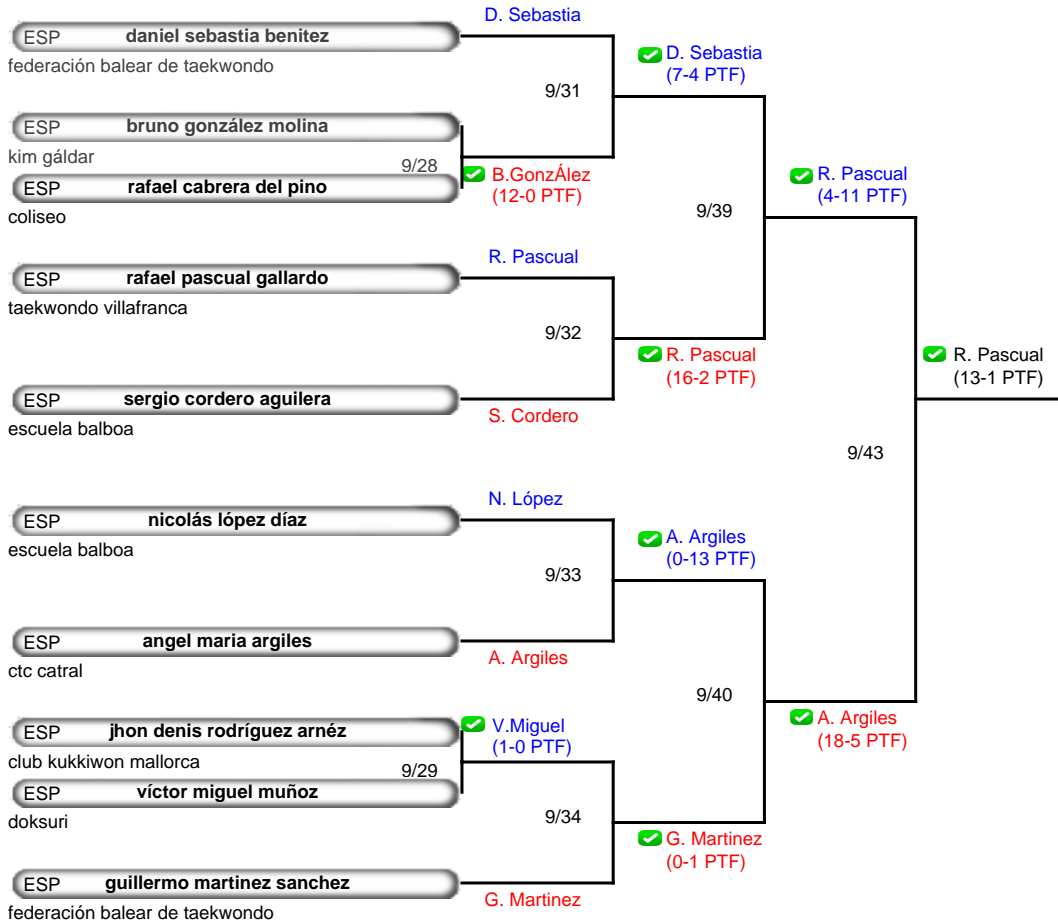 D. Sebastia
ESP daniel sebastia benitez
federación balear de taekwondo
D. Sebastia
(7-4 PTF)
9/31
ESP bruno gonzález molina
kim gáldar
9/28
B.GonzÁlez
(12-0 PTF)
ESP rafael cabrera del pino
coliseo
R. Pascual
(4-11 PTF)
9/39
R. Pascual
ESP rafael pascual gallardo
taekwondo villafranca
9/32
R. Pascual
(16-2 PTF)
R. Pascual
(13-1 PTF)
ESP sergio cordero aguilera
S. Cordero
escuela balboa
9/43
N. López
ESP nicolás lópez díaz
escuela balboa
A. Argiles
(0-13 PTF)
9/33
ESP angel maria argiles
A. Argiles
ctc catral
9/40
A. Argiles
(18-5 PTF)
ESP jhon denis rodríguez arnéz
V.Miguel
(1-0 PTF)
club kukkiwon mallorca
9/29
ESP víctor miguel muñoz
doksuri
9/34
G. Martinez
(0-1 PTF)
ESP guillermo martinez sanchez
G. Martinez
federación balear de taekwondo